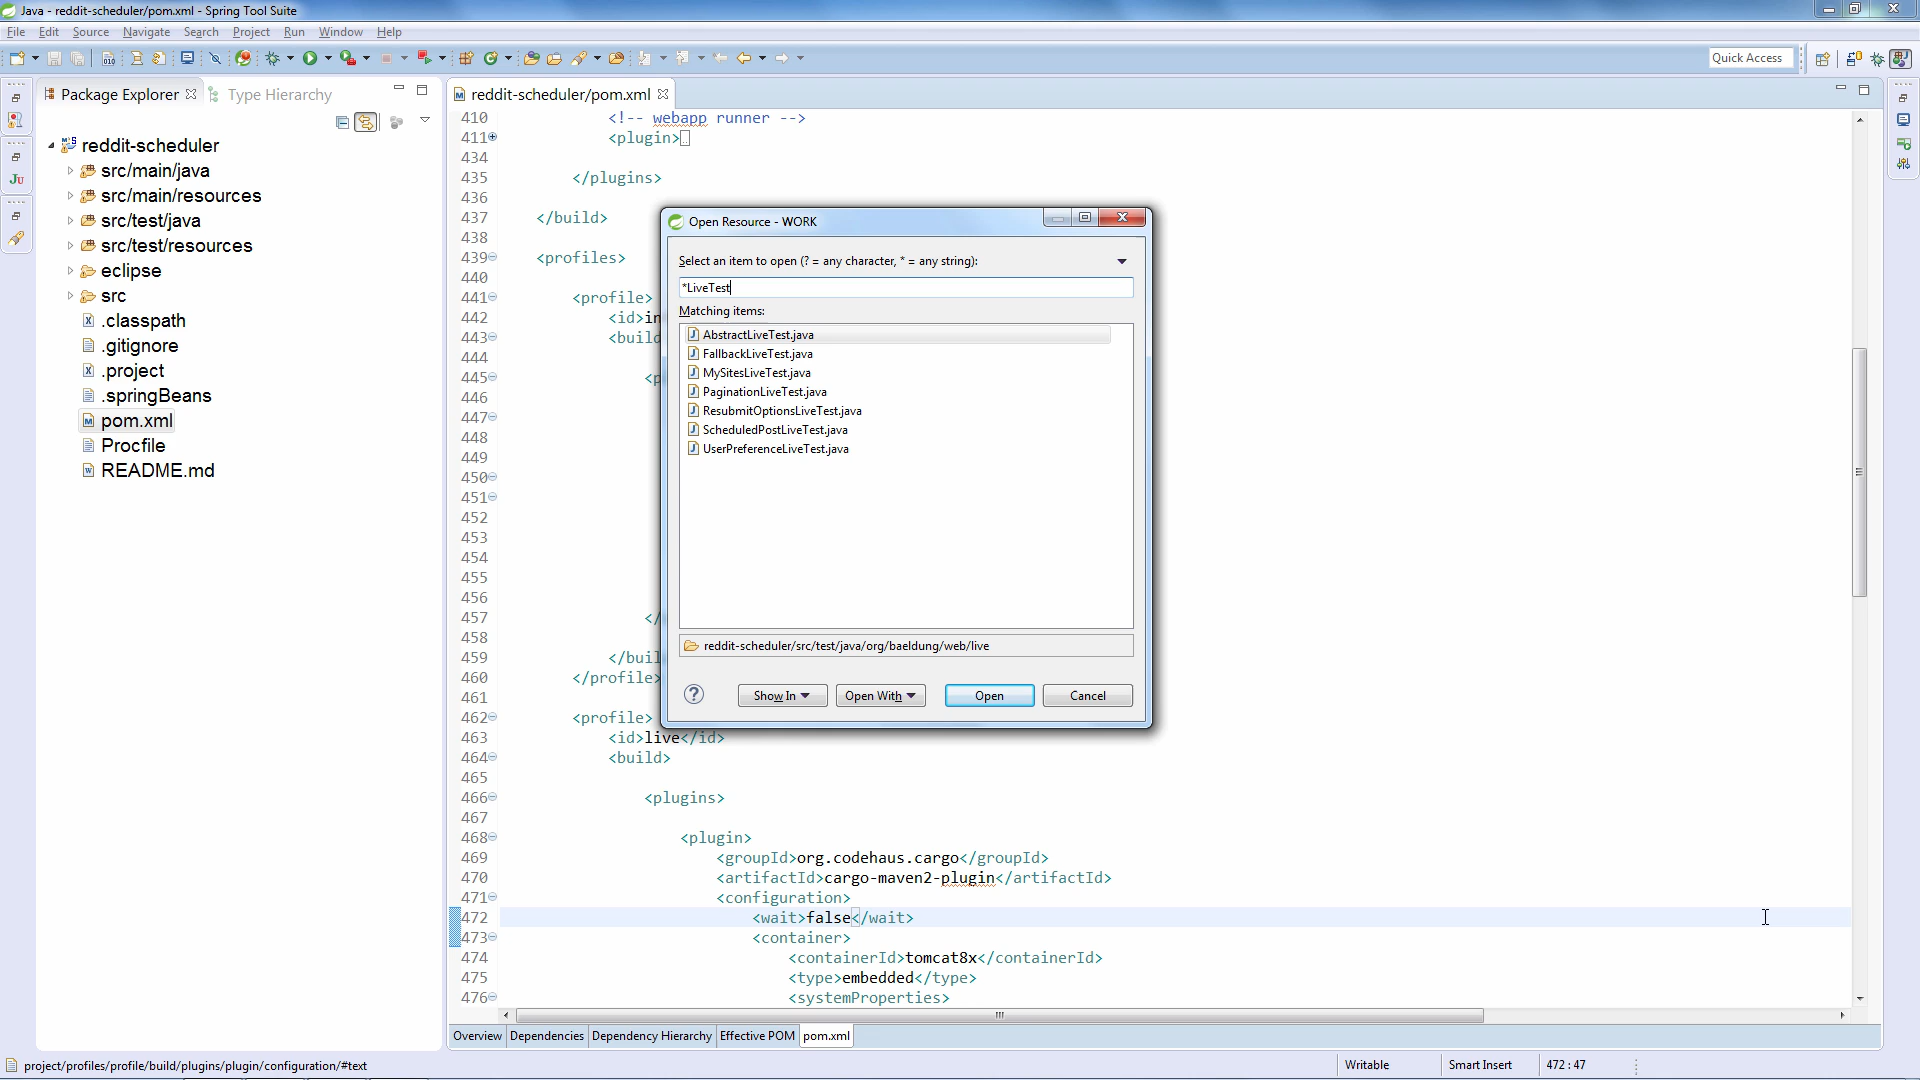 Java - reddit-scheduler/pom.xml - Spring Tool Suite
File Edit Source Navigate Search Project Run Window Help
Quick Access
Package Explorer
Type Hierarchy
reddit-scheduler
src/main/java
src/main/resources
src/test/java
src/test/resources
eclipse
src
.classpath
.gitignore
.project
.springBeans
pom.xml
Procfile
README.md
reddit-scheduler/pom.xml
410 <!-- webapp runner -->
411 <plugin>
434
435 </plugins>
436
437 </build>
438
439 <profiles>
440
441 <profile>
442 <id>in
443 <build
444
445 <p
446
447
448
449
450
451
452
453
454
455
456
457 </
458
459 </buil
460 </profile>
461
462 <profile>
463 <id>live</id>
464 <build>
465
466 <plugins>
467
468 <plugin>
469 <groupId>org.codehaus.cargo</groupId>
470 <artifactId>cargo-maven2-plugin</artifactId>
471 <configuration>
472 <wait>false</wait>
473 <container>
474 <containerId>tomcat8x</containerId>
475 <type>embedded</type>
476 <systemProperties>
Open Resource - WORK
Select an item to open (? = any character, * = any string):
*LiveTest
Matching items:
AbstractLiveTest.java
FallbackLiveTest.java
MySitesLiveTest.java
PaginationLiveTest.java
ResubmitOptionsLiveTest.java
ScheduledPostLiveTest.java
UserPreferenceLiveTest.java
reddit-scheduler/src/test/java/org/baeldung/web/live
Show In Open With Open Cancel
Overview Dependencies Dependency Hierarchy Effective POM pom.xml
project/profiles/profile/build/plugins/plugin/configuration/#text
Writable Smart Insert 472 : 47